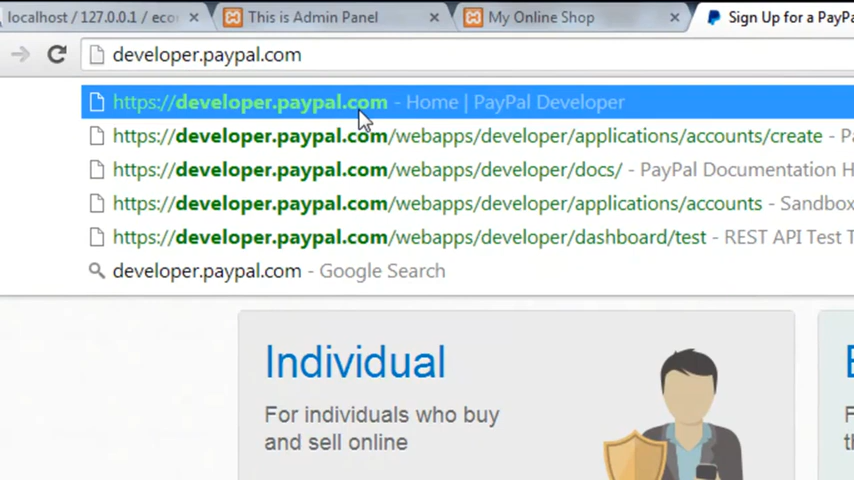 localhost / 127.0.0.1 / eco
This is Admin Panel
My Online Shop
Sign Up for a PayPa
developer.paypal.com
https://developer.paypal.com - Home | PayPal Developer
https://developer.paypal.com/webapps/developer/applications/accounts/create - Pa
https://developer.paypal.com/webapps/developer/docs/ - PayPal Documentation H
https://developer.paypal.com/webapps/developer/applications/accounts - Sandbox
https://developer.paypal.com/webapps/developer/dashboard/test - REST API Test T
developer.paypal.com - Google Search
Individual
For individuals who buy
and sell online